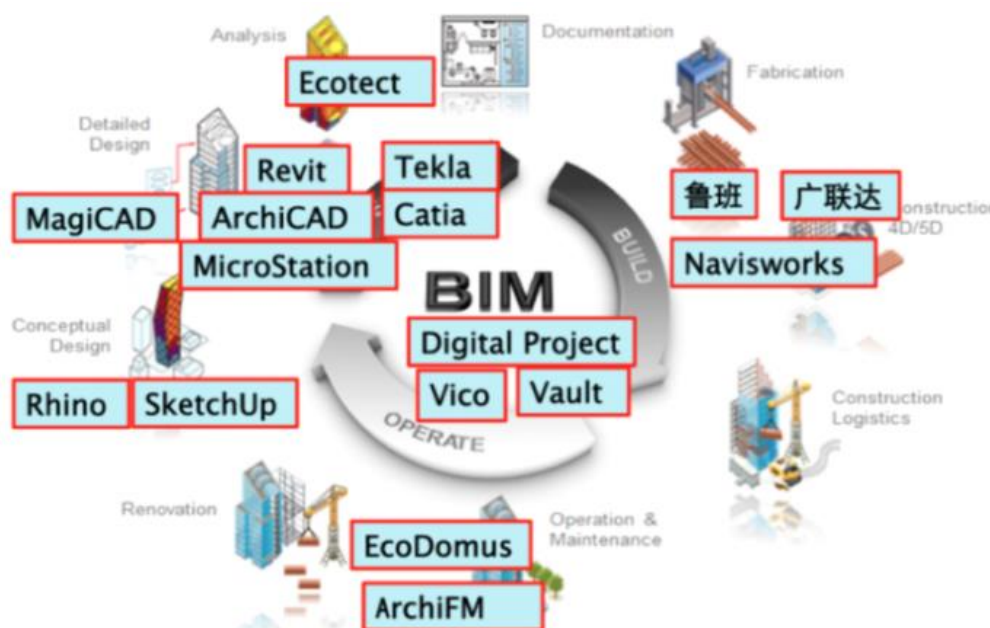 Analysis
Documentation
Ecotect
Fabrication
Detailed
Design
Revit
Tekla
鲁班
广联达
MagiCAD
ArchiCAD
Catia
4D/5D
MicroStation
BUILD
Navisworks
BIM
Conceptual
Design
Digital Project
Rhino
SketchUp
Vico
Vault
OPERATE
Construction
Logistics
Renovation
Operation &
Maintenance
EcoDomus
ArchiFM